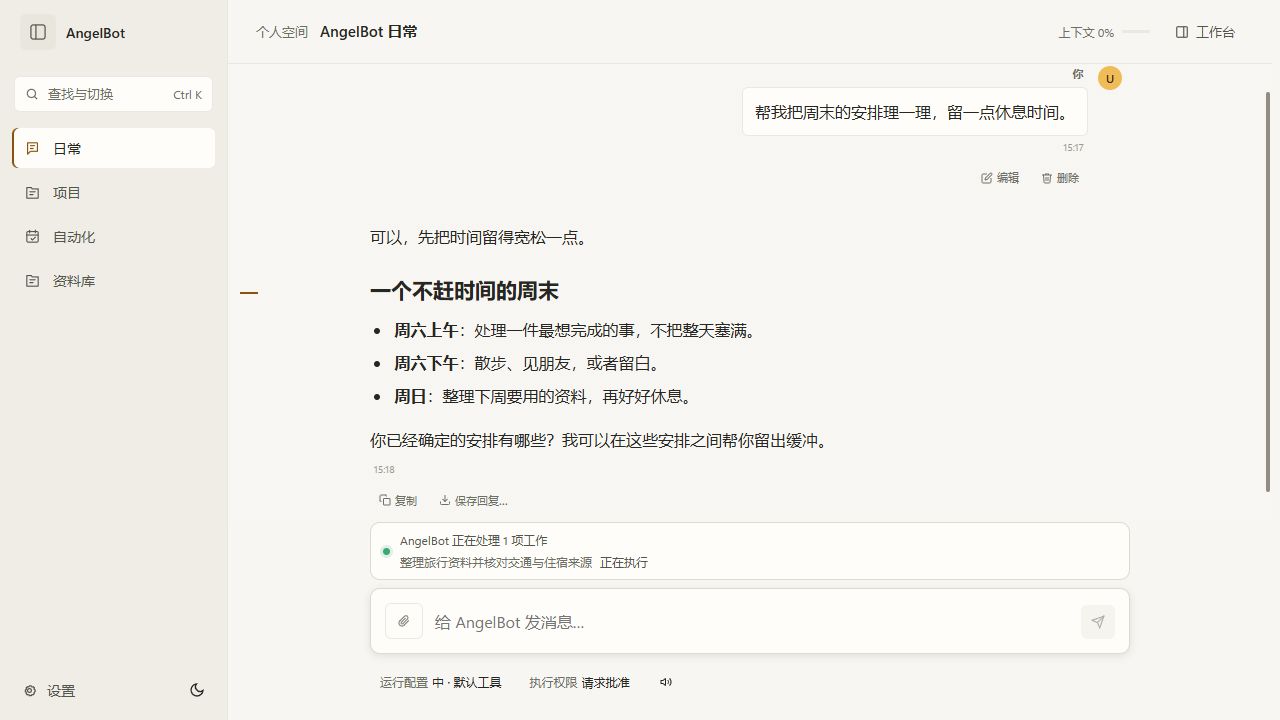 AngelBot
查找与切换 Ctrl K
日常
项目
自动化
资料库
设置
个人空间 AngelBot 日常
上下文 0%
工作台
你
U
帮我把周末的安排理一理，留一点休息时间。
15:17
编辑 删除
可以，先把时间留得宽松一点。
一个不赶时间的周末
周六上午：处理一件最想完成的事，不把整天塞满。
周六下午：散步、见朋友，或者留白。
周日：整理下周要用的资料，再好好休息。
你已经确定的安排有哪些？我可以在这些安排之间帮你留出缓冲。
15:18
复制 保存回复...
AngelBot 正在处理 1 项工作
整理旅行资料并核对交通与住宿来源 正在执行
给 AngelBot 发消息...
运行配置 中 · 默认工具 执行权限 请求批准